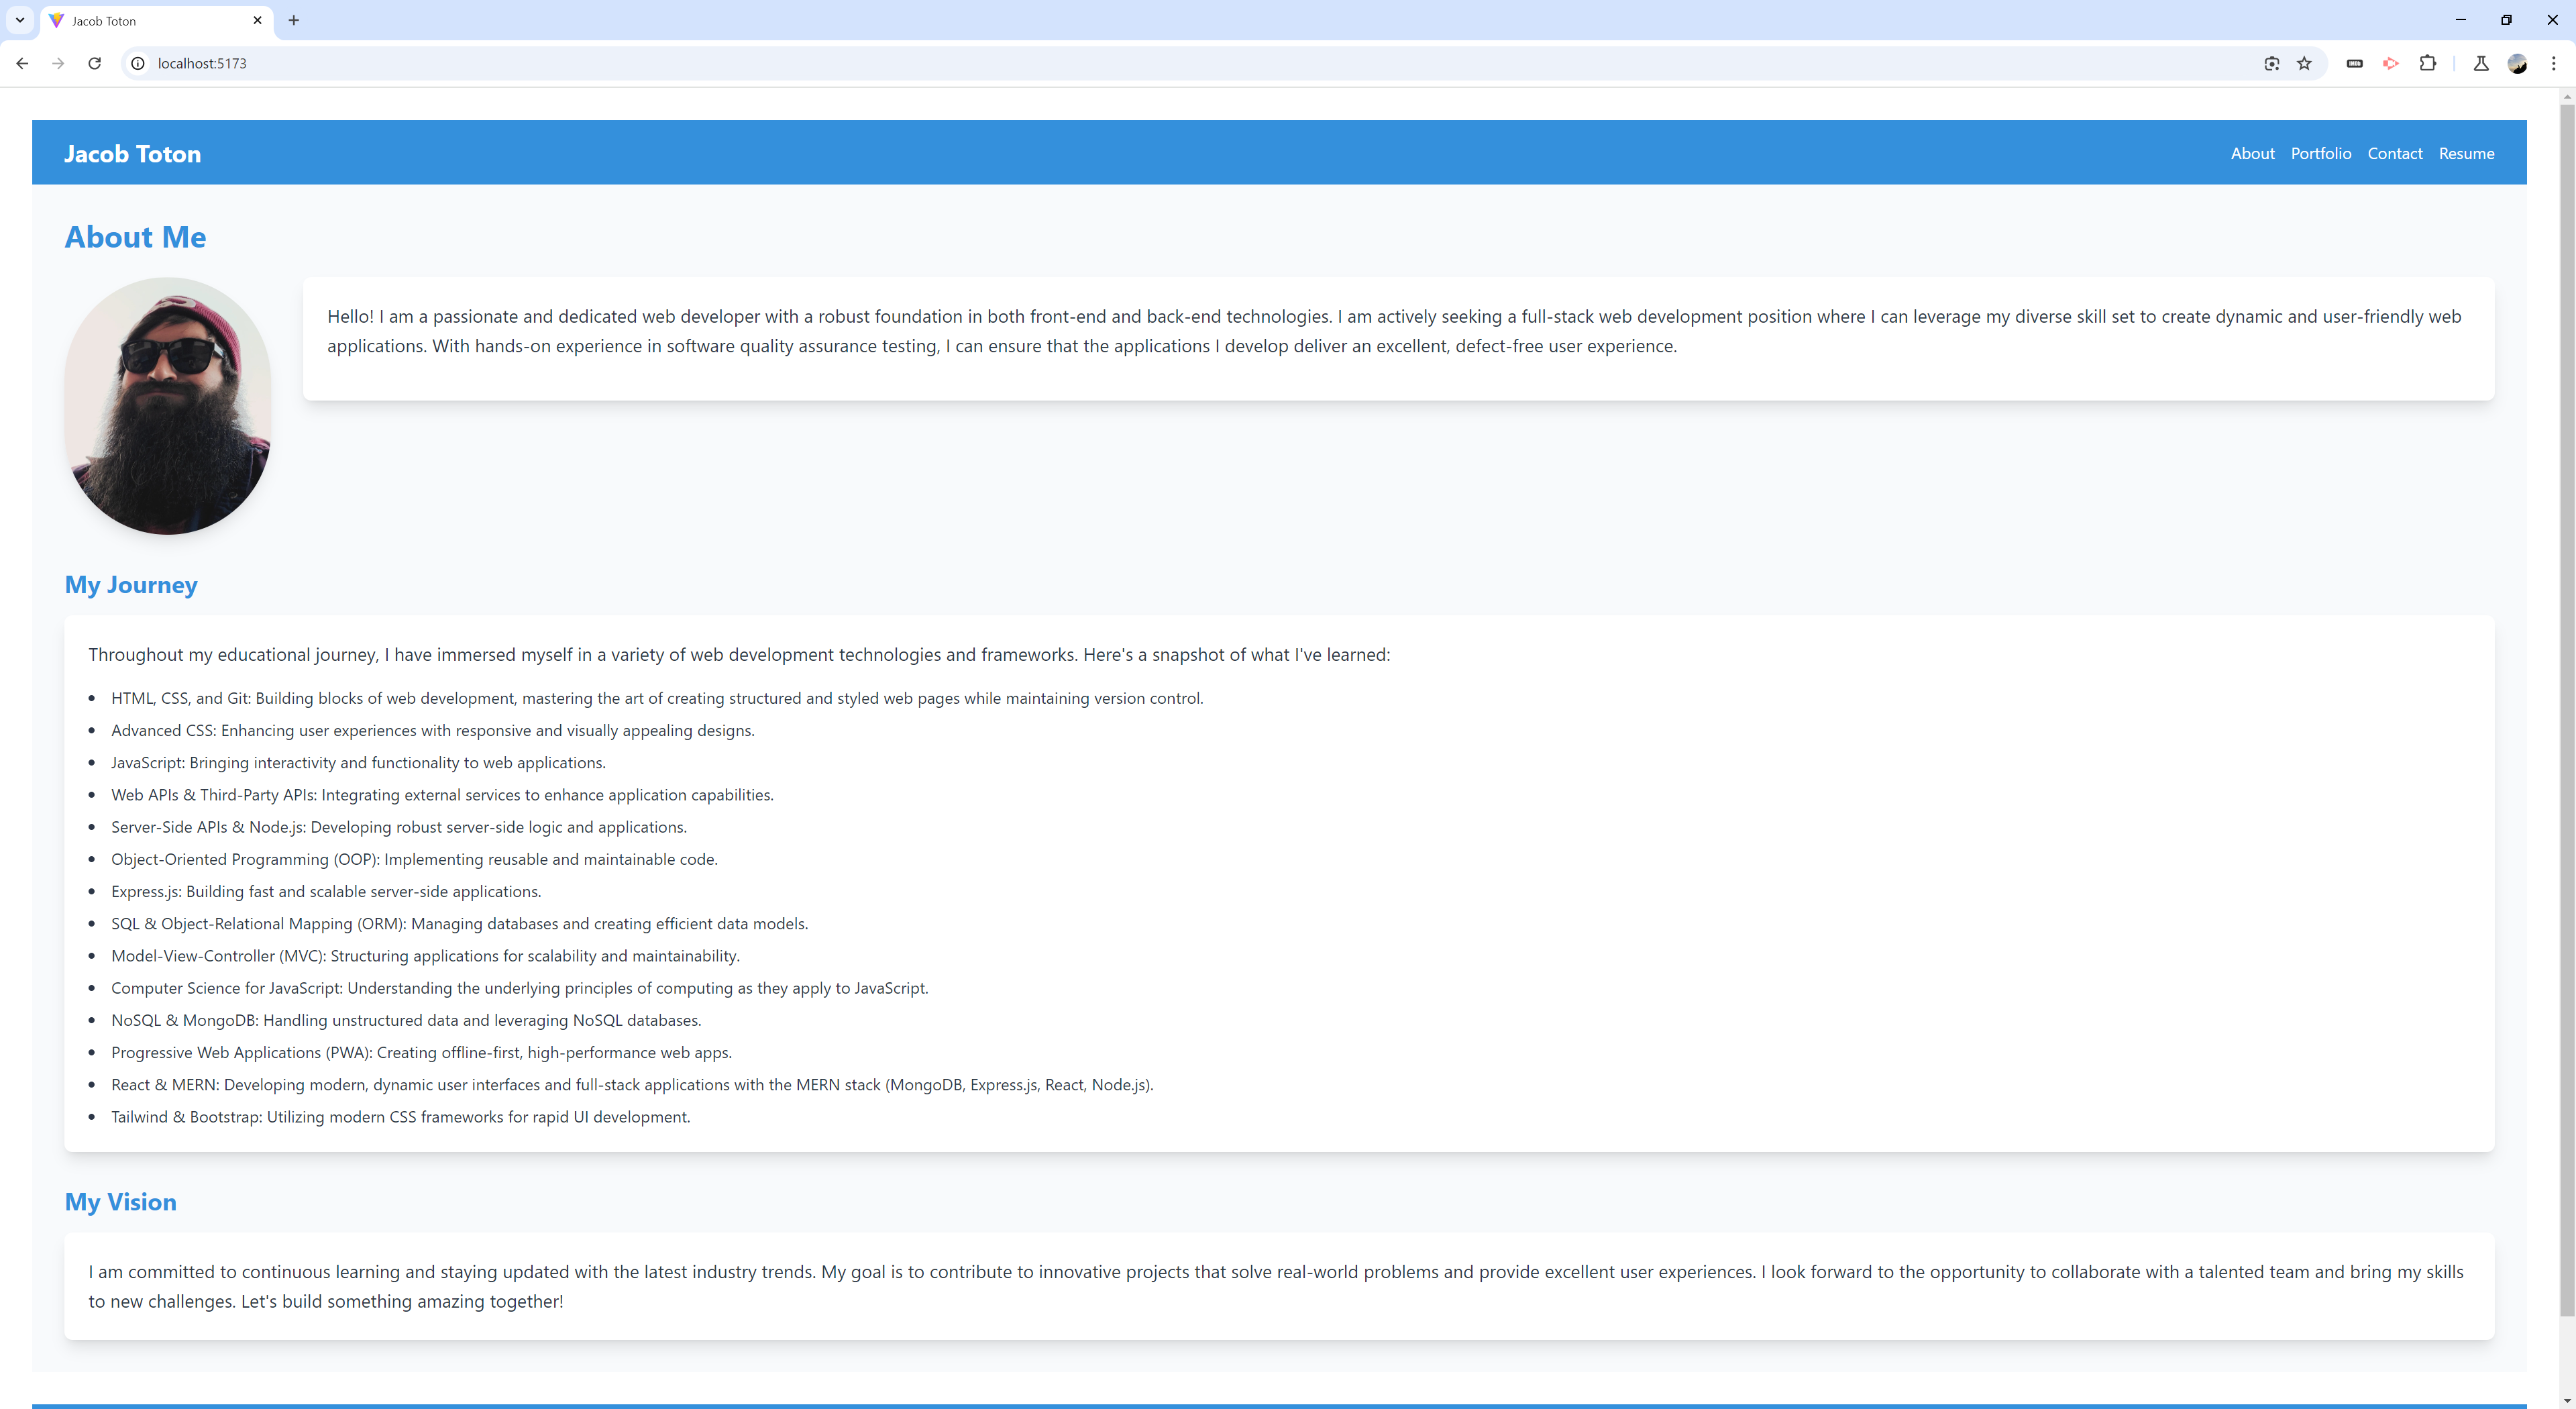 Jacob Toton
localhost:5173
Jacob Toton
About Portfolio Contact Resume
About Me
Hello! I am a passionate and dedicated web developer with a robust foundation in both front-end and back-end technologies. I am actively seeking a full-stack web development position where I can leverage my diverse skill set to create dynamic and user-friendly web
applications. With hands-on experience in software quality assurance testing, I can ensure that the applications I develop deliver an excellent, defect-free user experience.
My Journey
Throughout my educational journey, I have immersed myself in a variety of web development technologies and frameworks. Here's a snapshot of what I've learned:
• HTML, CSS, and Git: Building blocks of web development, mastering the art of creating structured and styled web pages while maintaining version control.
• Advanced CSS: Enhancing user experiences with responsive and visually appealing designs.
• JavaScript: Bringing interactivity and functionality to web applications.
• Web APIs & Third-Party APIs: Integrating external services to enhance application capabilities.
• Server-Side APIs & Node.js: Developing robust server-side logic and applications.
• Object-Oriented Programming (OOP): Implementing reusable and maintainable code.
• Express.js: Building fast and scalable server-side applications.
• SQL & Object-Relational Mapping (ORM): Managing databases and creating efficient data models.
• Model-View-Controller (MVC): Structuring applications for scalability and maintainability.
• Computer Science for JavaScript: Understanding the underlying principles of computing as they apply to JavaScript.
• NoSQL & MongoDB: Handling unstructured data and leveraging NoSQL databases.
• Progressive Web Applications (PWA): Creating offline-first, high-performance web apps.
• React & MERN: Developing modern, dynamic user interfaces and full-stack applications with the MERN stack (MongoDB, Express.js, React, Node.js).
• Tailwind & Bootstrap: Utilizing modern CSS frameworks for rapid UI development.
My Vision
I am committed to continuous learning and staying updated with the latest industry trends. My goal is to contribute to innovative projects that solve real-world problems and provide excellent user experiences. I look forward to the opportunity to collaborate with a talented team and bring my skills
to new challenges. Let's build something amazing together!